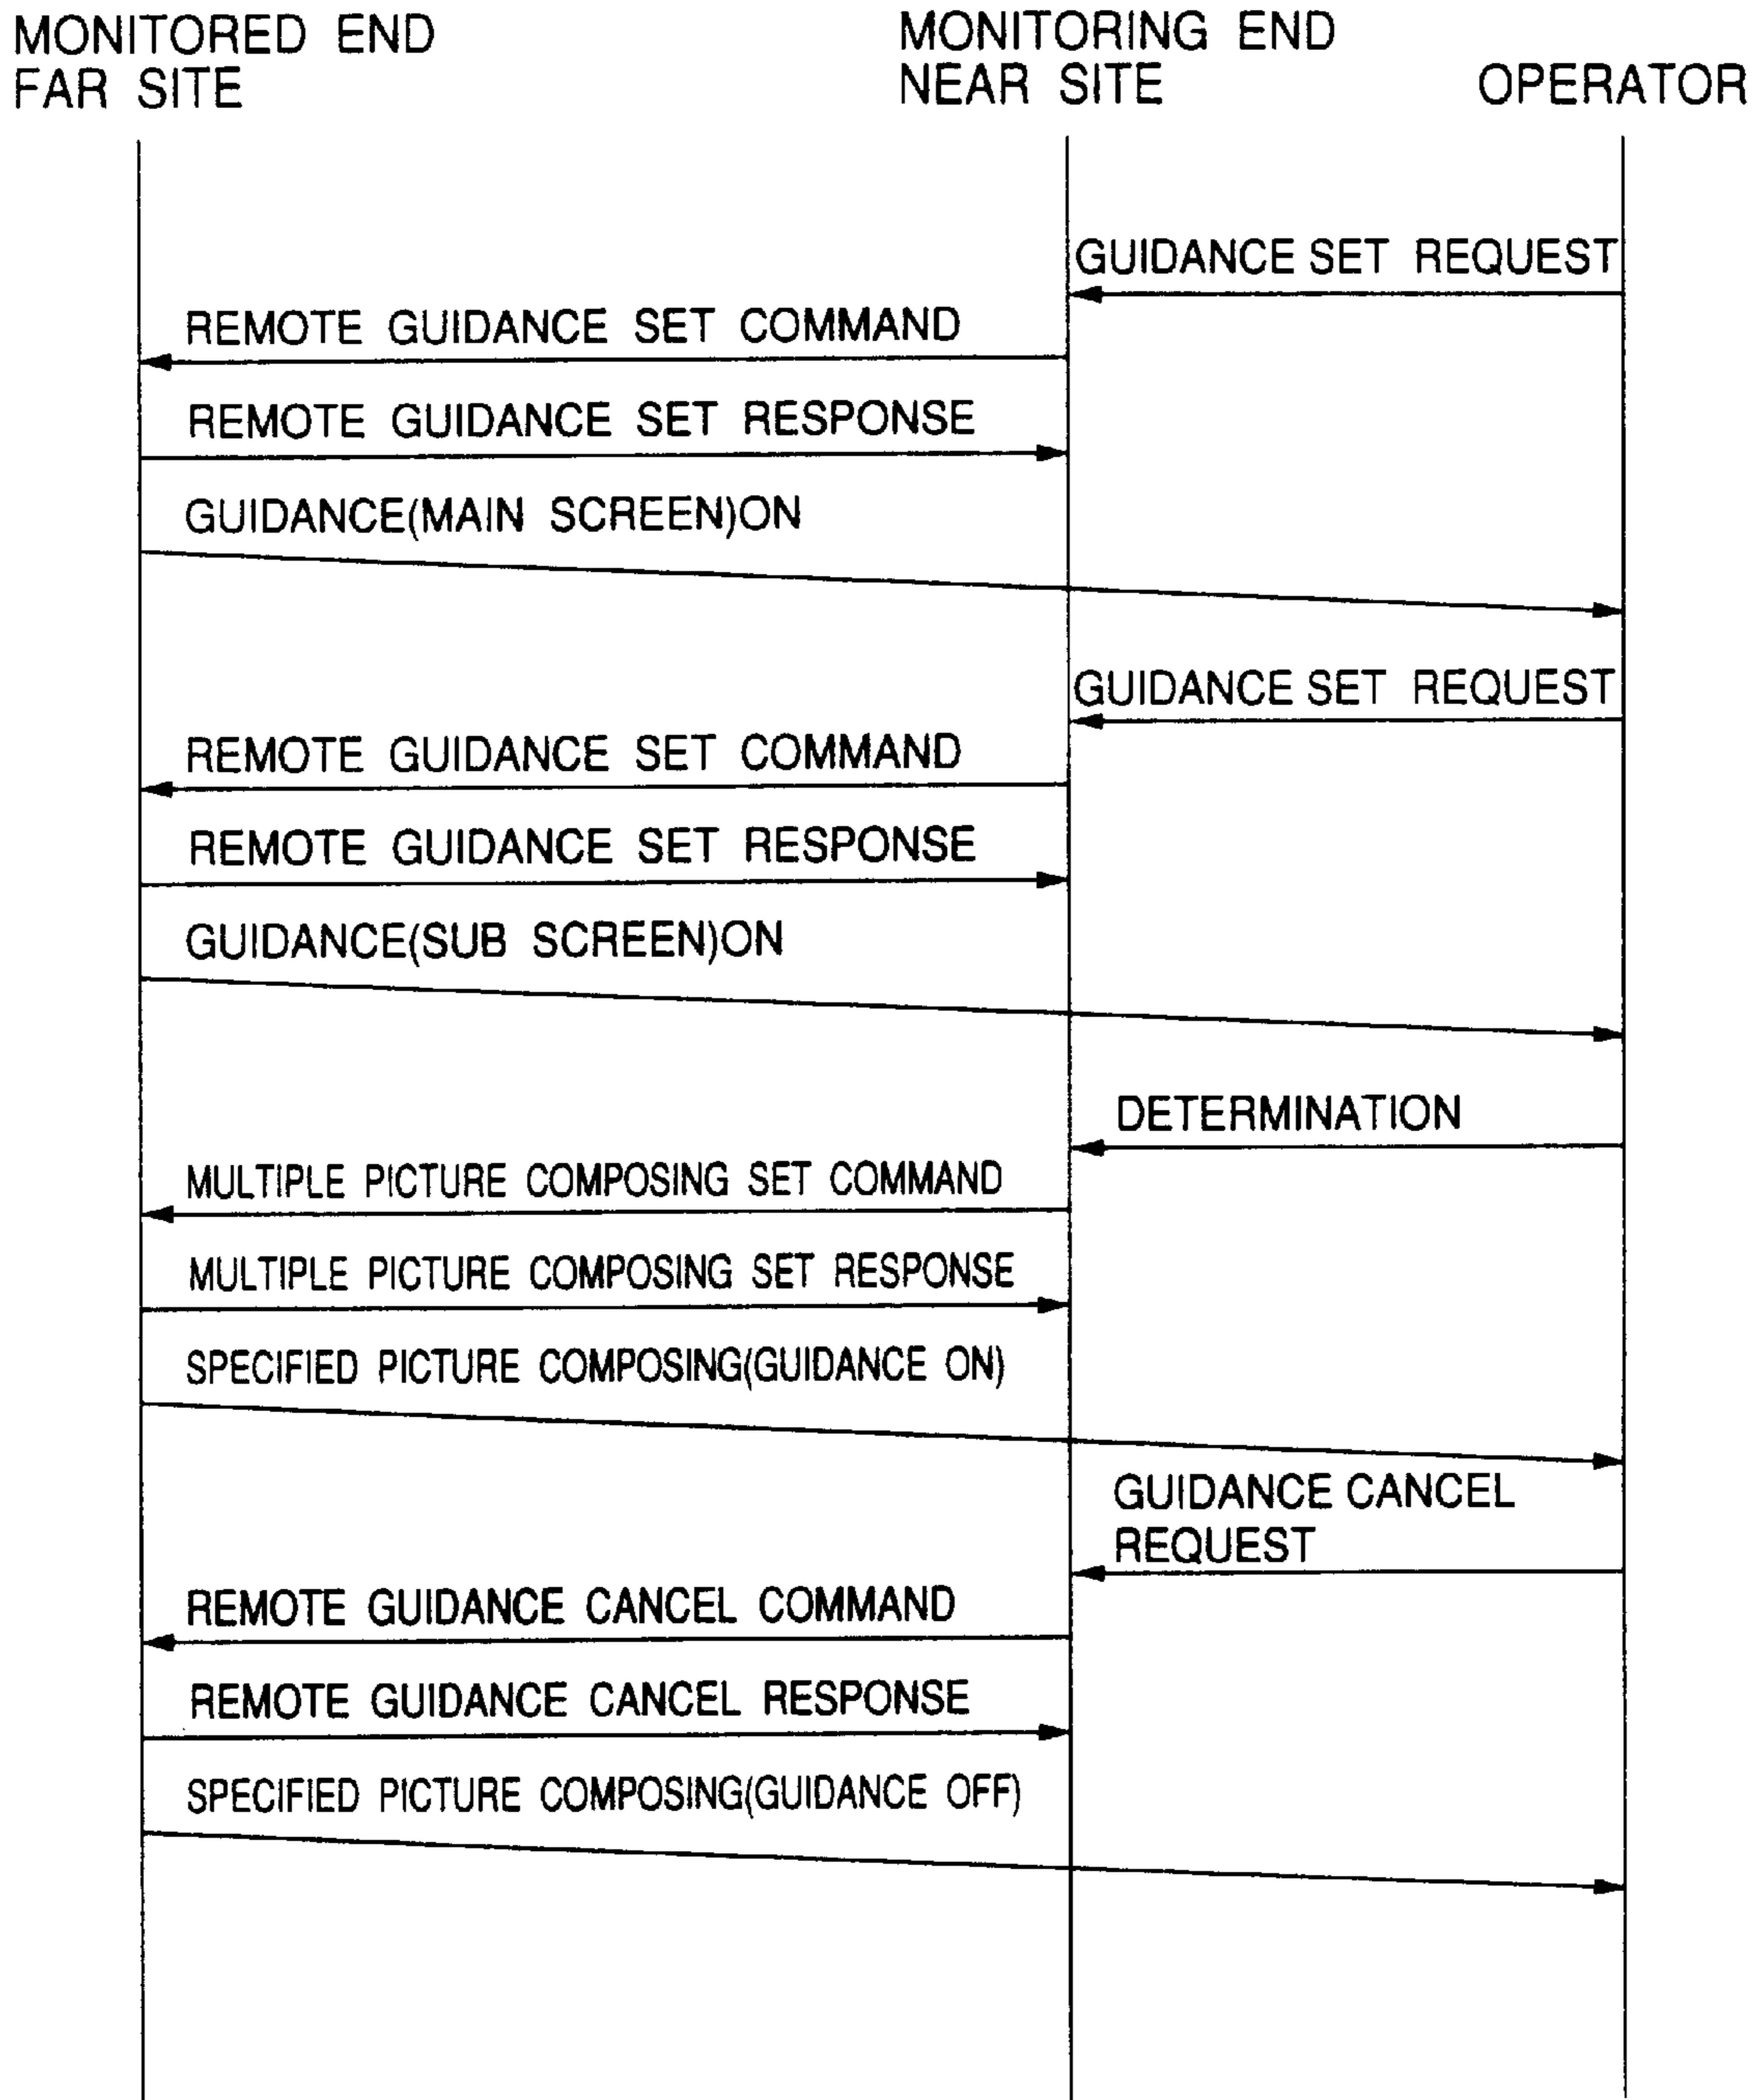 MONITORED END
FAR SITE
MONITORING END
NEAR SITE
OPERATOR
GUIDANCE SET REQUEST
REMOTE GUIDANCE SET COMMAND
REMOTE GUIDANCE SET RESPONSE
GUIDANCE(MAIN SCREEN)ON
GUIDANCE SET REQUEST
REMOTE GUIDANCE SET COMMAND
REMOTE GUIDANCE SET RESPONSE
GUIDANCE(SUB SCREEN)ON
DETERMINATION
MULTIPLE PICTURE COMPOSING SET COMMAND
MULTIPLE PICTURE COMPOSING SET RESPONSE
SPECIFIED PICTURE COMPOSING(GUIDANCE ON)
GUIDANCE CANCEL
REQUEST
REMOTE GUIDANCE CANCEL COMMAND
REMOTE GUIDANCE CANCEL RESPONSE
SPECIFIED PICTURE COMPOSING(GUIDANCE OFF)